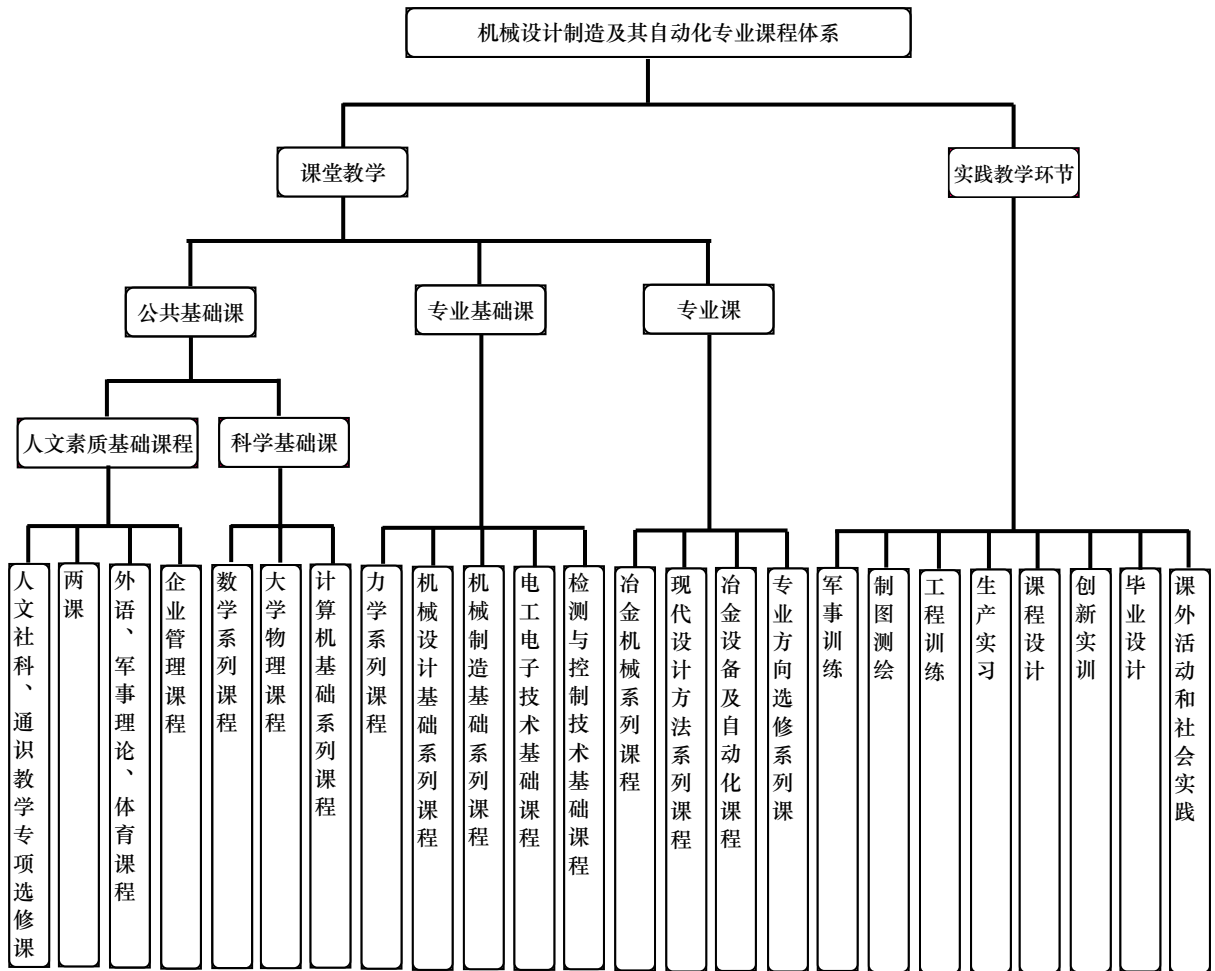 机械设计制造及其自动化专业课程体系
课堂教学
实践教学环节
公共基础课
专业基础课
专业课
人文素质基础课程
科学基础课
人文社科、通识教学专项选修课
两课
外语、军事理论、体育课程
企业管理课程
数学系列课程
大学物理课程
计算机基础系列课程
力学系列课程
机械设计基础系列课程
机械制造基础系列课程
电工电子技术基础课程
检测与控制技术基础课程
冶金机械系列课程
现代设计方法系列课程
冶金设备及自动化课程
专业方向选修系列课
军事训练
制图测绘
工程训练
生产实习
课程设计
创新实训
毕业设计
课外活动和社会实践